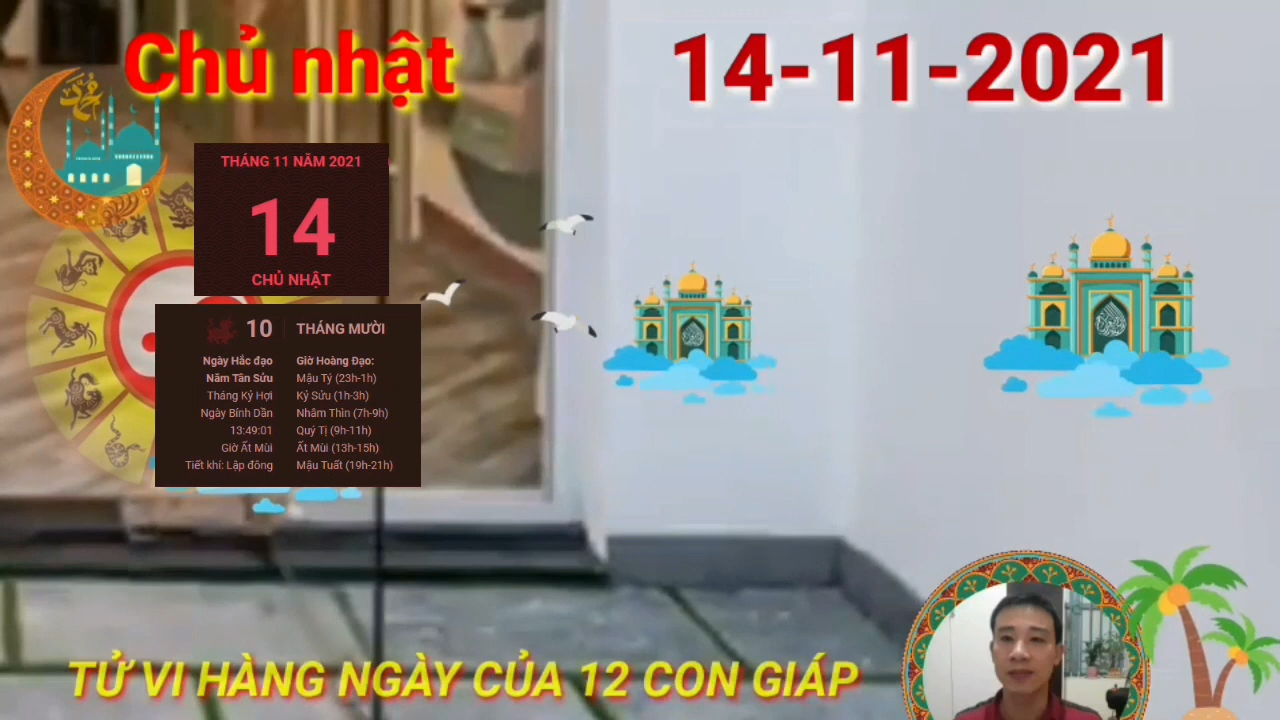 Chủ nhật
14-11-2021
THÁNG 11 NĂM 2021
14
CHỦ NHẬT
10
THÁNG MƯỜI
Ngày Hắc đạo
Năm Tân Sửu
Tháng Kỷ Hợi
Ngày Bính Dần
13:49:01
Giờ Ất Mùi
Tiết khí: Lập đông
Giờ Hoàng Đạo:
Mậu Tý (23h-1h)
Kỷ Sửu (1h-3h)
Nhâm Thìn (7h-9h)
Quý Tị (9h-11h)
Ất Mùi (13h-15h)
Mậu Tuất (19h-21h)
TỬ VI HÀNG NGÀY CỦA 12 CON GIÁP